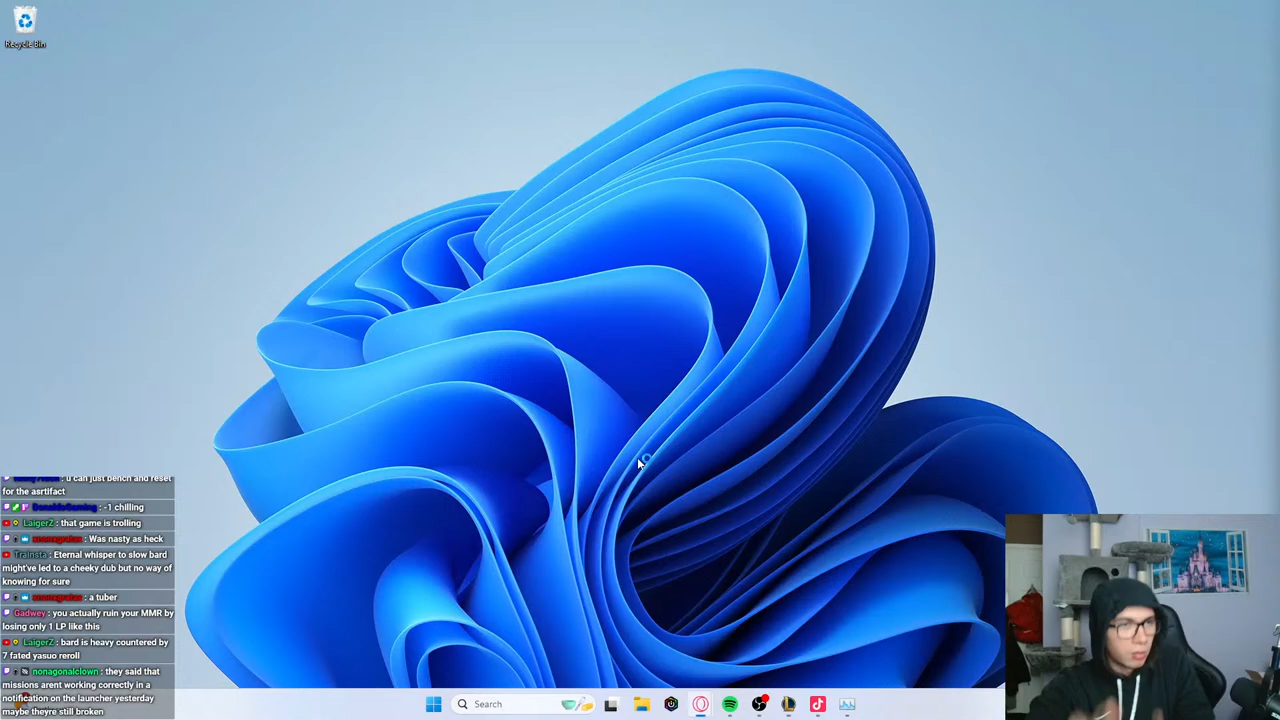 Recycle Bin
: u can just bench and reset
for the asrtifact
: -1 chilling
LaigerZ : that game is trolling
: Was nasty as heck
Trainsta : Eternal whisper to slow bard
might've led to a cheeky dub but no way of
knowing for sure
: a tuber
Gadwey : you actually ruin your MMR by
losing only 1 LP like this
LaigerZ : bard is heavy countered by
7 fated yasuo reroll
nonagonalclown : they said that
missions arent working correctly in a
notification on the launcher yesterday
maybe theyre still broken
Search